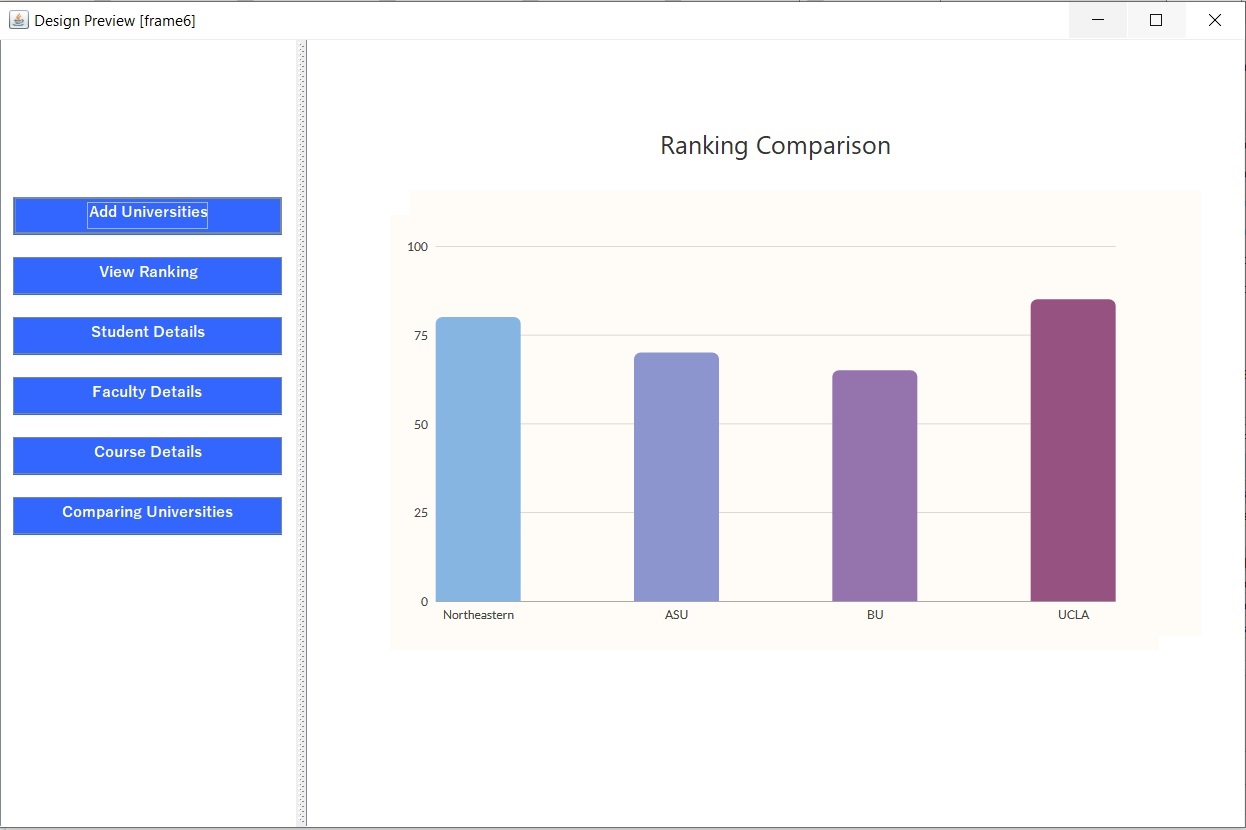 Design Preview [frame6]
Add Universities
View Ranking
Student Details
Faculty Details
Course Details
Comparing Universities
Ranking Comparison
100
75
50
25
0
Northeastern ASU BU UCLA